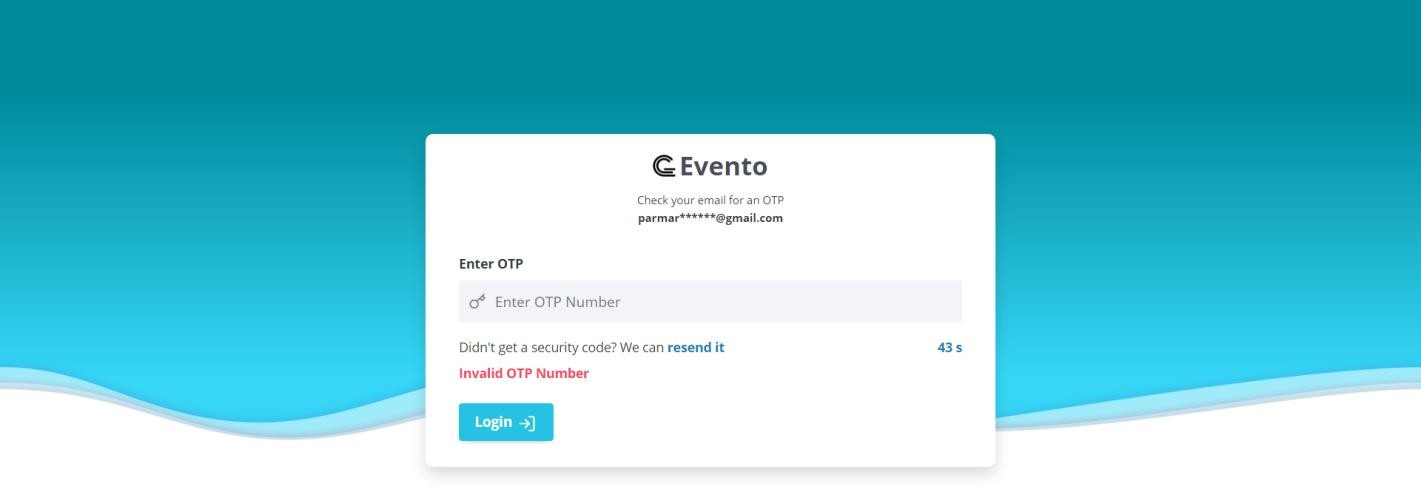 Evento
Check your email for an OTP
parmar******@gmail.com
Enter OTP
Enter OTP Number
Didn't get a security code? We can resend it 43 s
Invalid OTP Number
Login